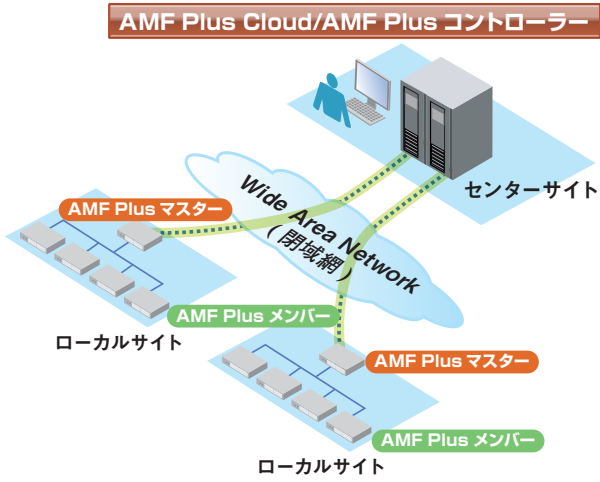 AMF Plus Cloud/AMF Plus コントローラー
センターサイト
Wide Area Network
（閉域網）
AMF Plus マスター
AMF Plus メンバー
ローカルサイト
AMF Plus マスター
AMF Plus メンバー
ローカルサイト